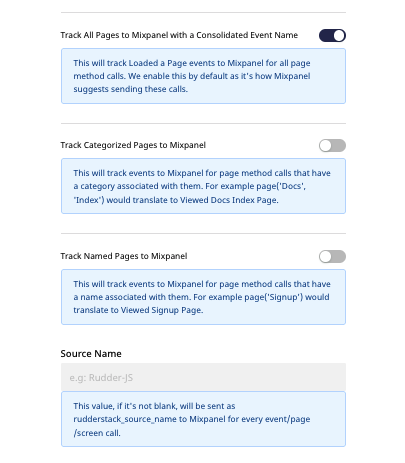 Track All Pages to Mixpanel with a Consolidated Event Name
This will track Loaded a Page events to Mixpanel for all page
method calls. We enable this by default as it's how Mixpanel
suggests sending these calls.
Track Categorized Pages to Mixpanel
This will track events to Mixpanel for page method calls that have
a category associated with them. For example page('Docs',
'Index') would translate to Viewed Docs Index Page.
Track Named Pages to Mixpanel
This will track events to Mixpanel for page method calls that have
a name associated with them. For example page('Signup') would
translate to Viewed Signup Page.
Source Name
e.g: Rudder-JS
This value, if it's not blank, will be sent as
rudderstack_source_name to Mixpanel for every event/page
/screen call.